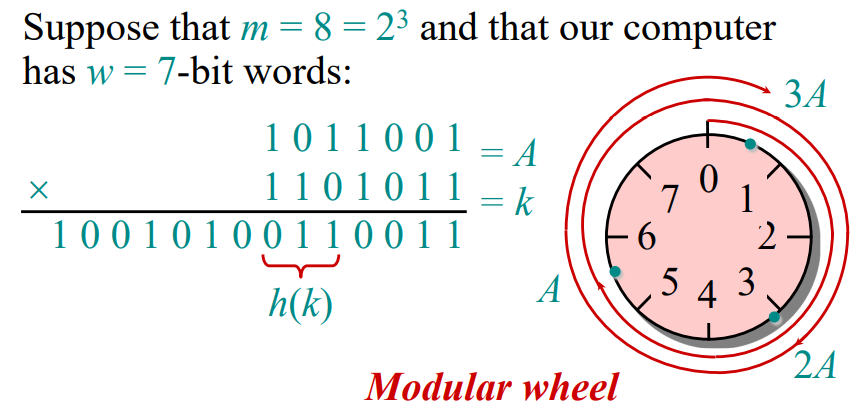 Suppose that m = 8 = 2³ and that our computer
has w = 7-bit words:
1 0 1 1 0 0 1 = A
× 1 1 0 1 0 1 1 = k
1 0 0 1 0 1 0 0 1 1 0 0 1 1
h(k)
3A
0
7 1
6 2
5 3
4
A
2A
Modular wheel